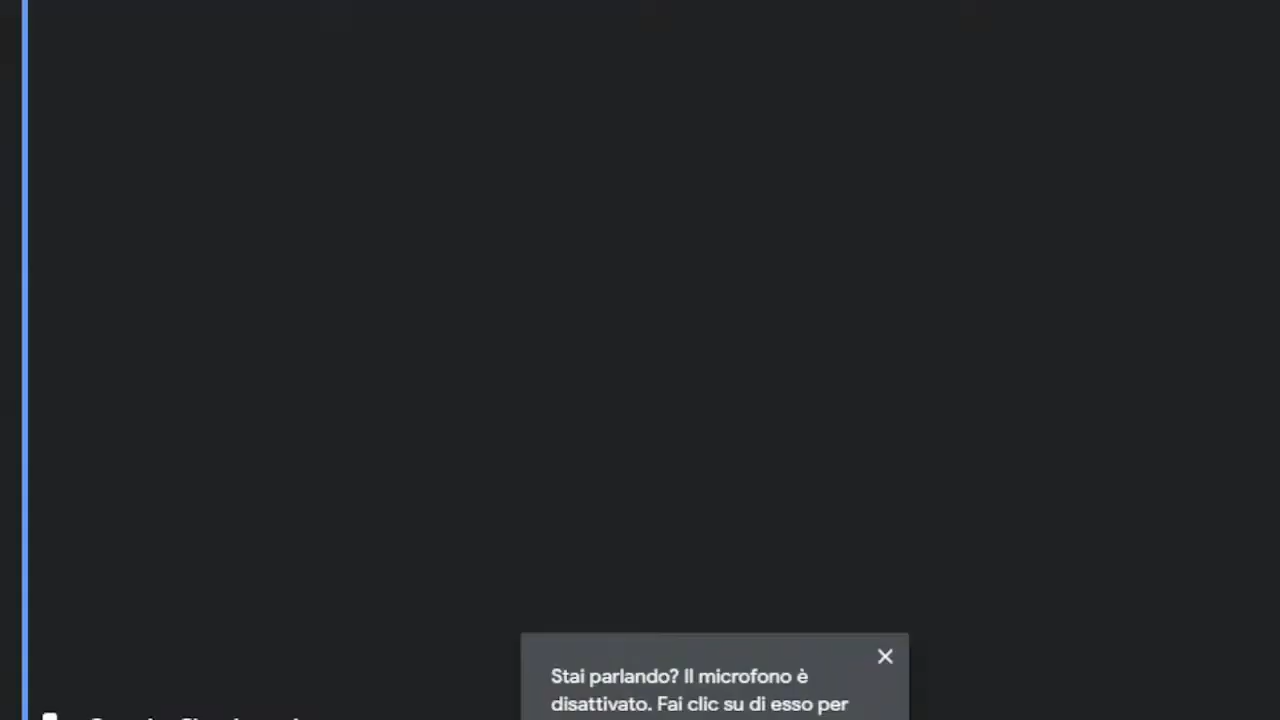 Stai parlando? Il microfono è
disattivato. Fai clic su di esso per